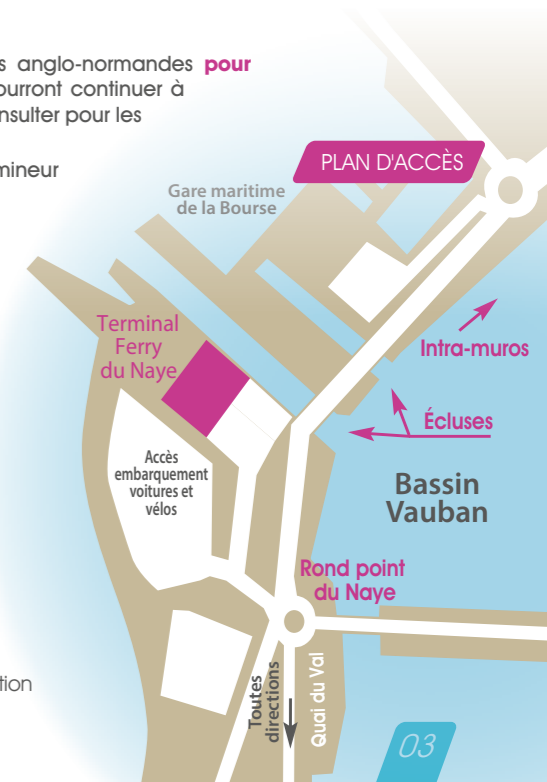 s anglo-normandes pour
ourront continuer à
nsulter pour les
mineur
PLAN D'ACCÈS
Gare maritime
de la Bourse
Terminal
Ferry
du Naye
Intra-muros
Écluses
Accès
embarquement
voitures et
vélos
Bassin
Vauban
Rond point
du Naye
tion
Toutes
directions
Quai du Val
03